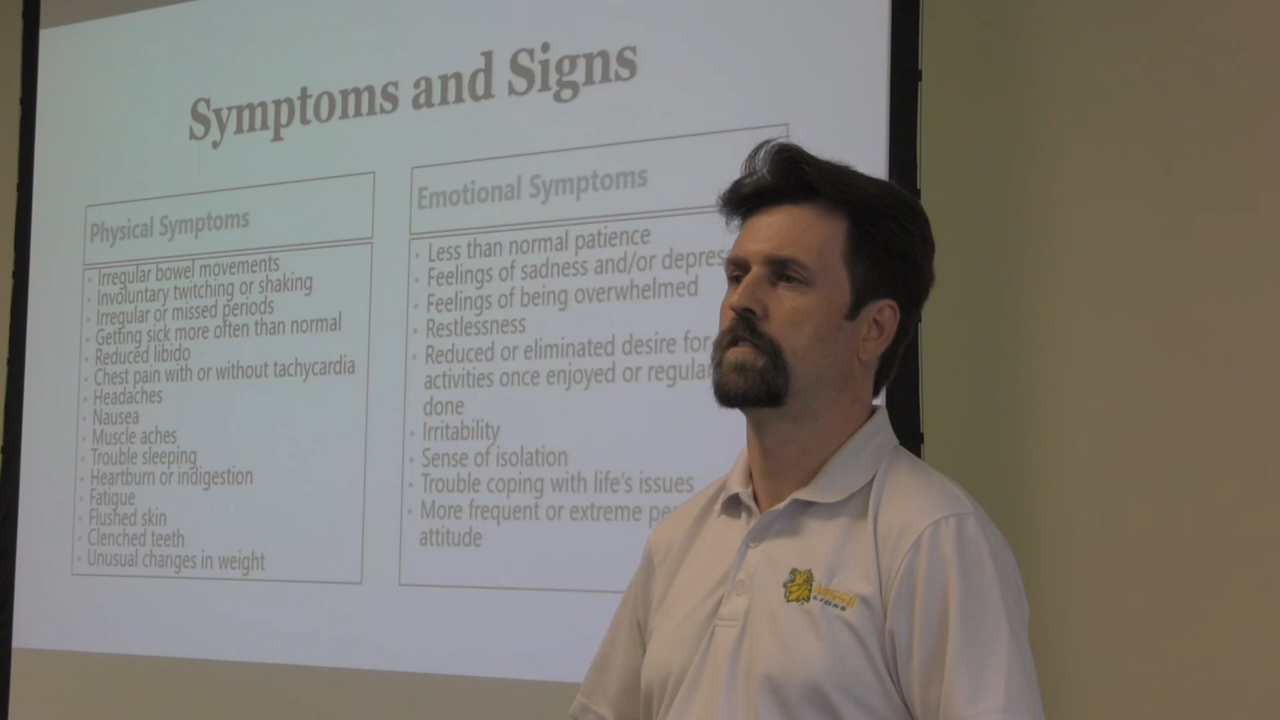 Symptoms and Signs
Physical Symptoms
• Irregular bowel movements
• Involuntary twitching or shaking
• Irregular or missed periods
• Getting sick more often than normal
• Reduced libido
• Chest pain with or without tachycardia
• Headaches
• Nausea
• Muscle aches
• Trouble sleeping
• Heartburn or indigestion
• Fatigue
• Flushed skin
• Clenched teeth
• Unusual changes in weight
Emotional Symptoms
• Less than normal patience
• Feelings of sadness and/or
• Feelings of being overwhelmed
• Restlessness
• Reduced or eliminated desire for
activities once enjoyed or
done
• Irritability
• Sense of isolation
• Trouble coping with life's issues
• More frequent or extreme
attitude
LIONS